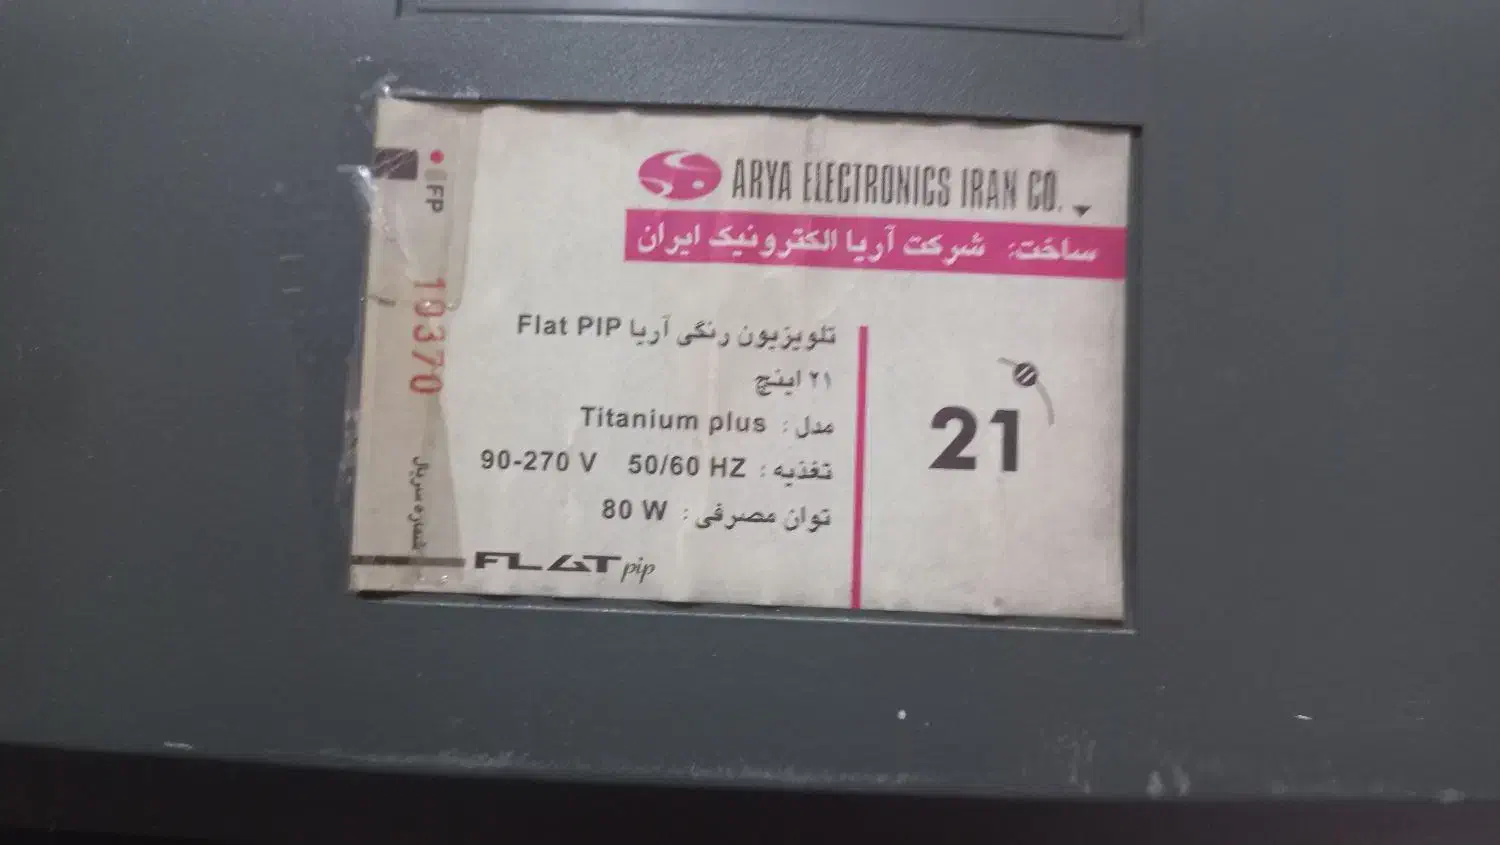 ARYA ELECTRONICS IRAN CO.
ساخت: شرکت آریا الکترونیک ایران
تلویزیون رنگی آریا Flat PIP
۲۱ اینچ
مدل : Titanium plus
تغذیه : 50/60 HZ 90-270 V
توان مصرفی : 80 W
FLAT pip
21
FP
10370
شماره سریال